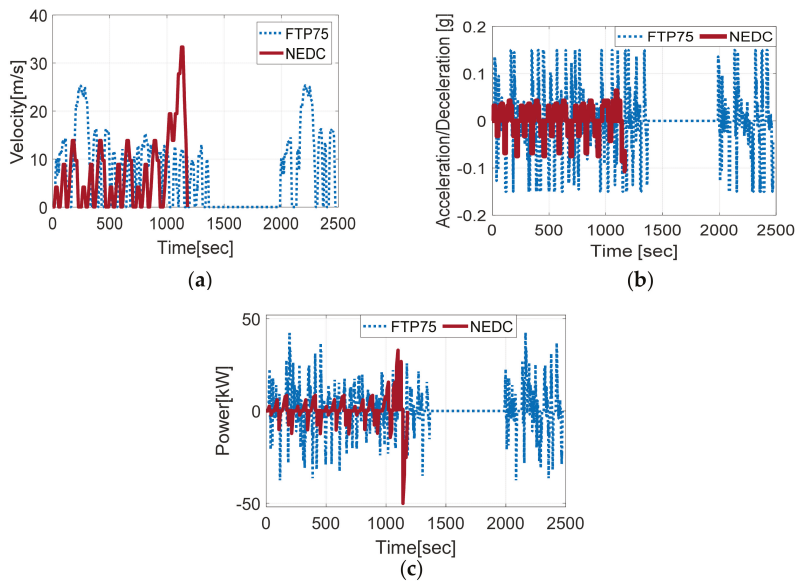 40
30
20
10
0
Velocity[m/s]
FTP75
NEDC
0 500 1000 1500 2000 2500
Time[sec]
(a)
0.2
0.1
0
-0.1
-0.2
Acceleration/Deceleration [g]
FTP75 NEDC
0 500 1000 1500 2000 2500
Time [sec]
(b)
50
0
-50
Power[kW]
FTP75 NEDC
0 500 1000 1500 2000 2500
Time[sec]
(c)